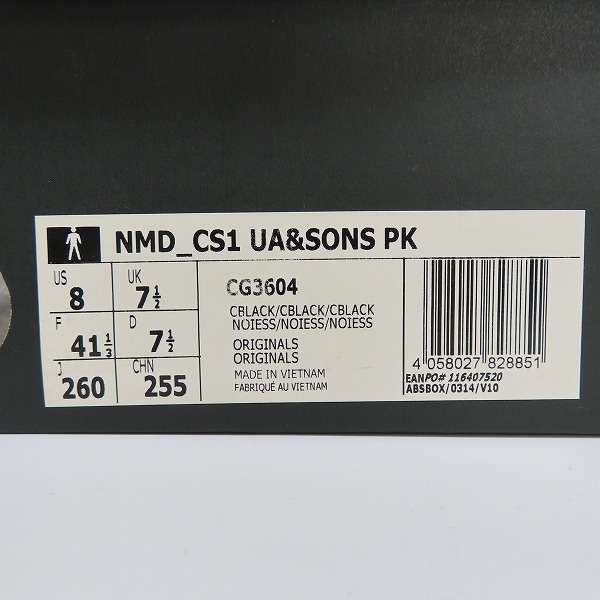 NMD_CS1 UA&SONS PK
US
8
UK
7 1/2
F
41 1/3
D
7 1/2
J
260
CHN
255
CG3604
CBLACK/CBLACK/CBLACK
NOIESS/NOIESS/NOIESS
ORIGINALS
ORIGINALS
MADE IN VIETNAM
FABRIQUÉ AU VIETNAM
4 058027 828851
EANPO# 116407520
ABSBOX/0314/V10